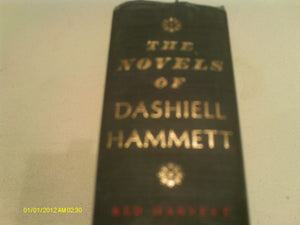 THE
NOVELS
OF
DASHIELL
HAMMETT
RED HARVEST
01/01/2012 AM 02:30